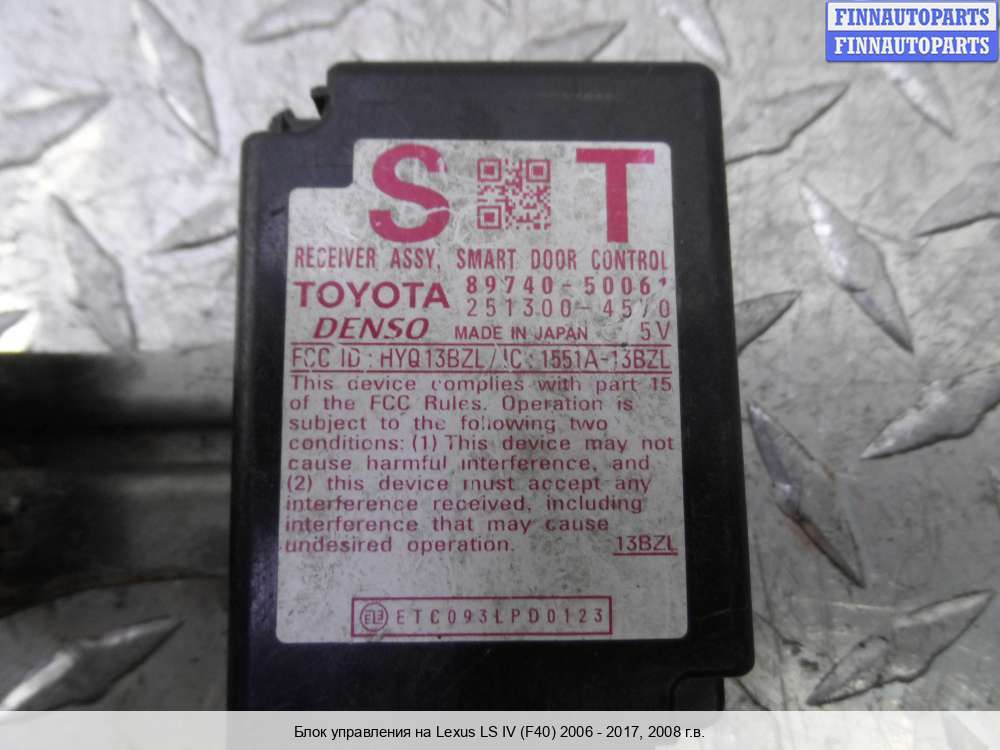 FINNAUTOPARTS
FINNAUTOPARTS
S T
RECEIVER ASSY, SMART DOOR CONTROL
TOYOTA 89740-50061
251300-4570
DENSO MADE IN JAPAN 5V
FCC ID: HYQ13BZL/IC: 1551A-13BZL
This device complies with part 15
of the FCC Rules. Operation is
subject to the following two
conditions: (1) This device may not
cause harmful interference, and
(2) this device must accept any
interference received, including
interference that may cause
undesired operation. 13BZL
ETC093LPD0123
Блок управления на Lexus LS IV (F40) 2006 - 2017, 2008 г.в.